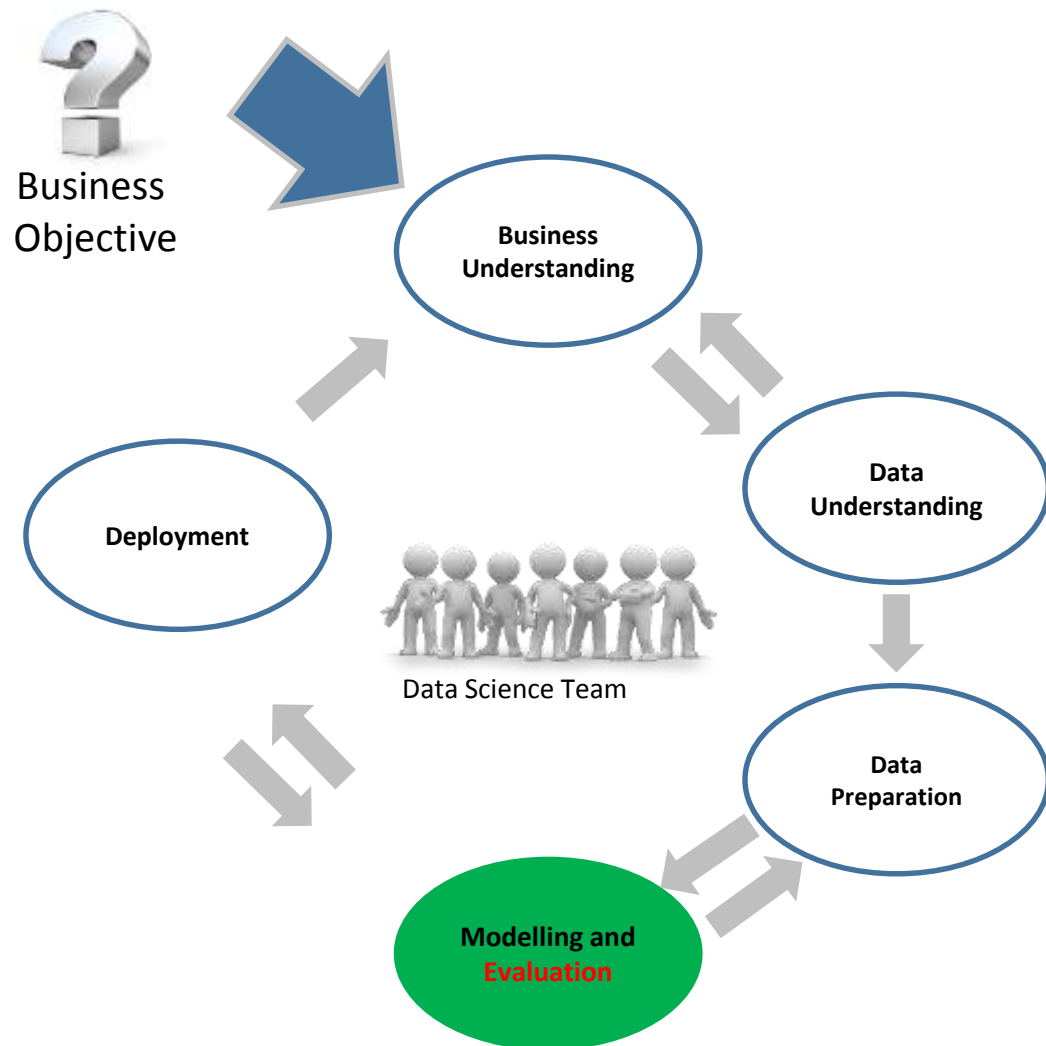 Business
Objective
Business
Understanding
Data
Understanding
Deployment
Data Science Team
Data
Preparation
Modelling and
Evaluation